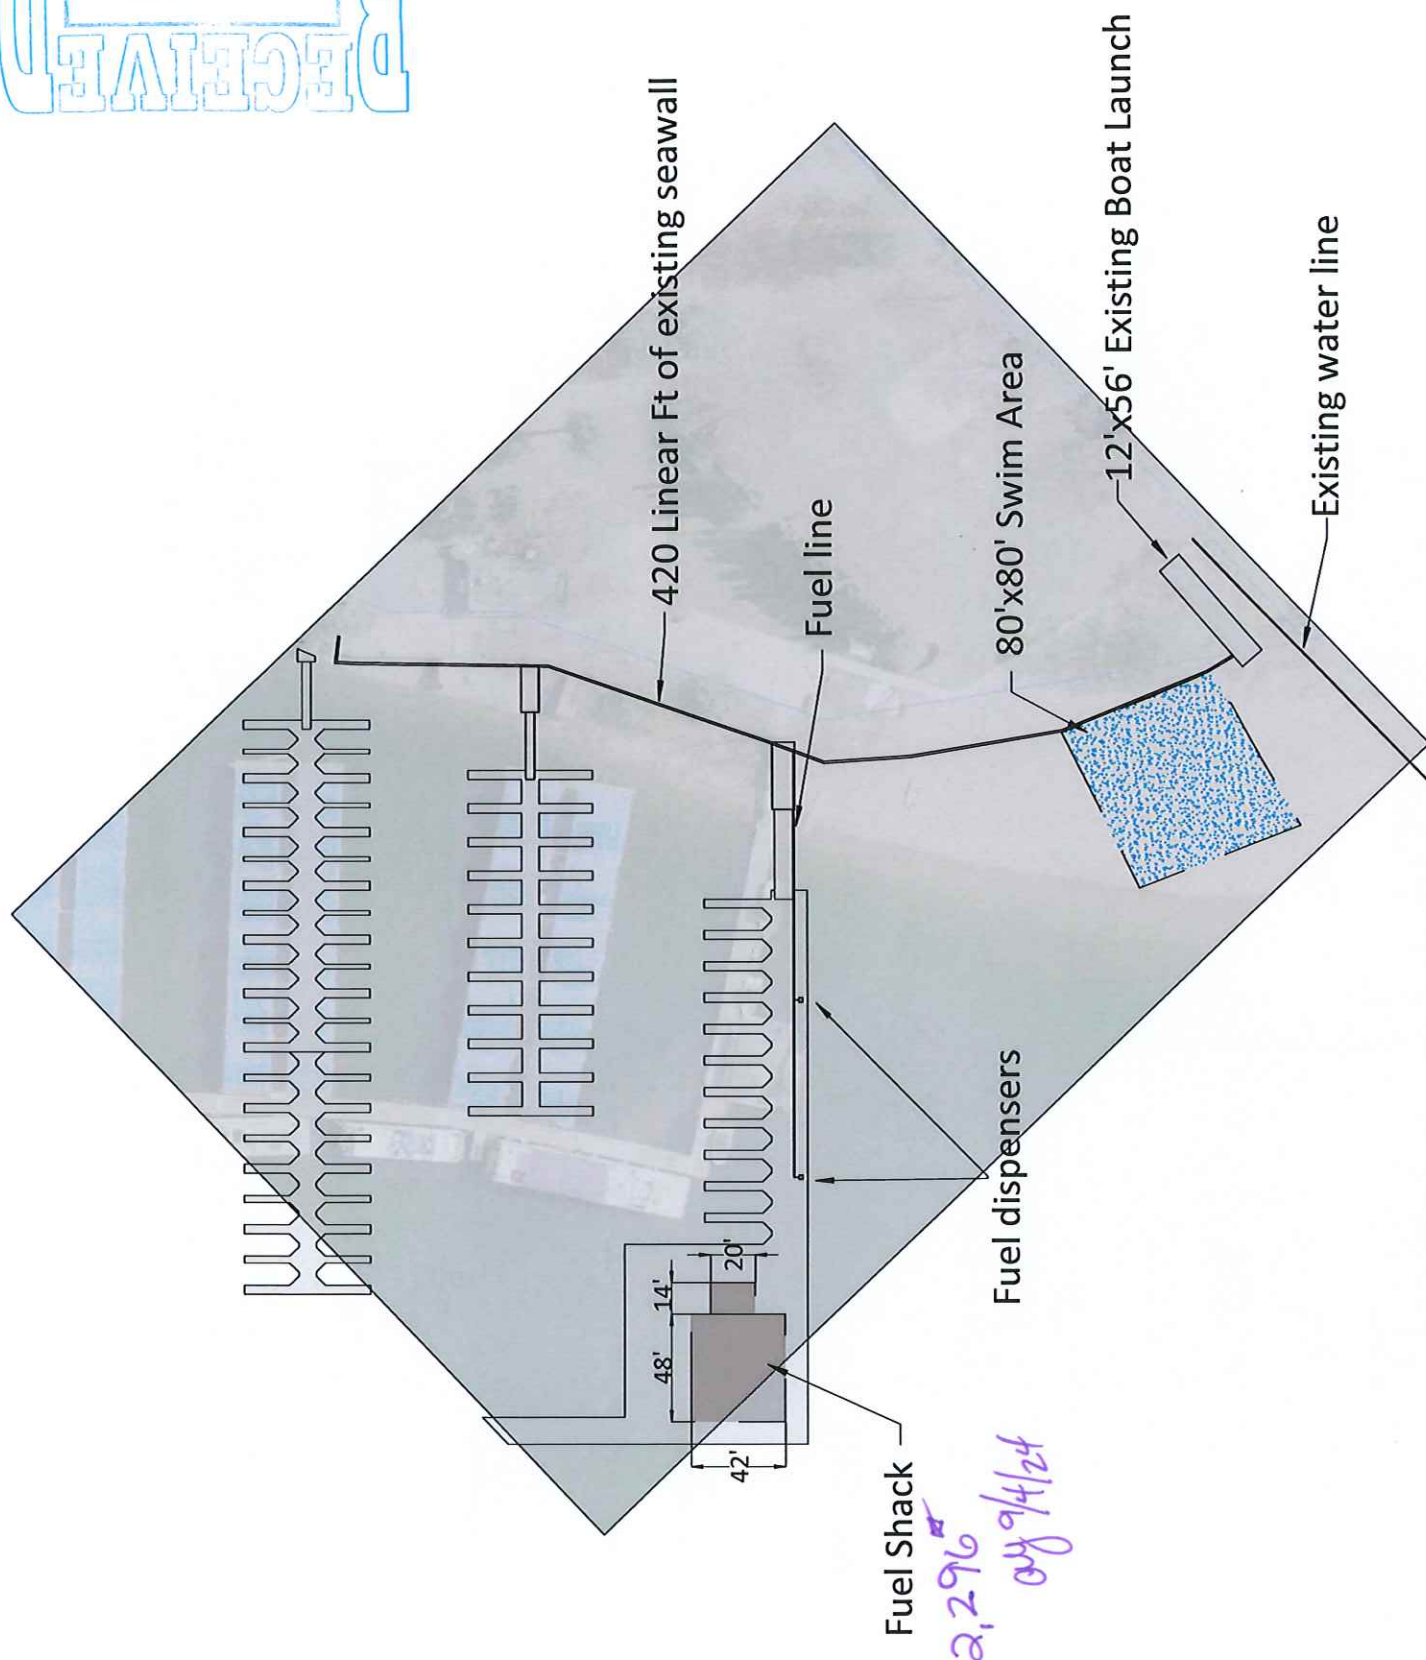 RECEIVED
420 Linear Ft of existing seawall
12'x56' Existing Boat Launch
Fuel line
80'x80' Swim Area
Existing water line
Fuel dispensers
20'
14'
48'
42'
Fuel Shack
2,296
9/4/24